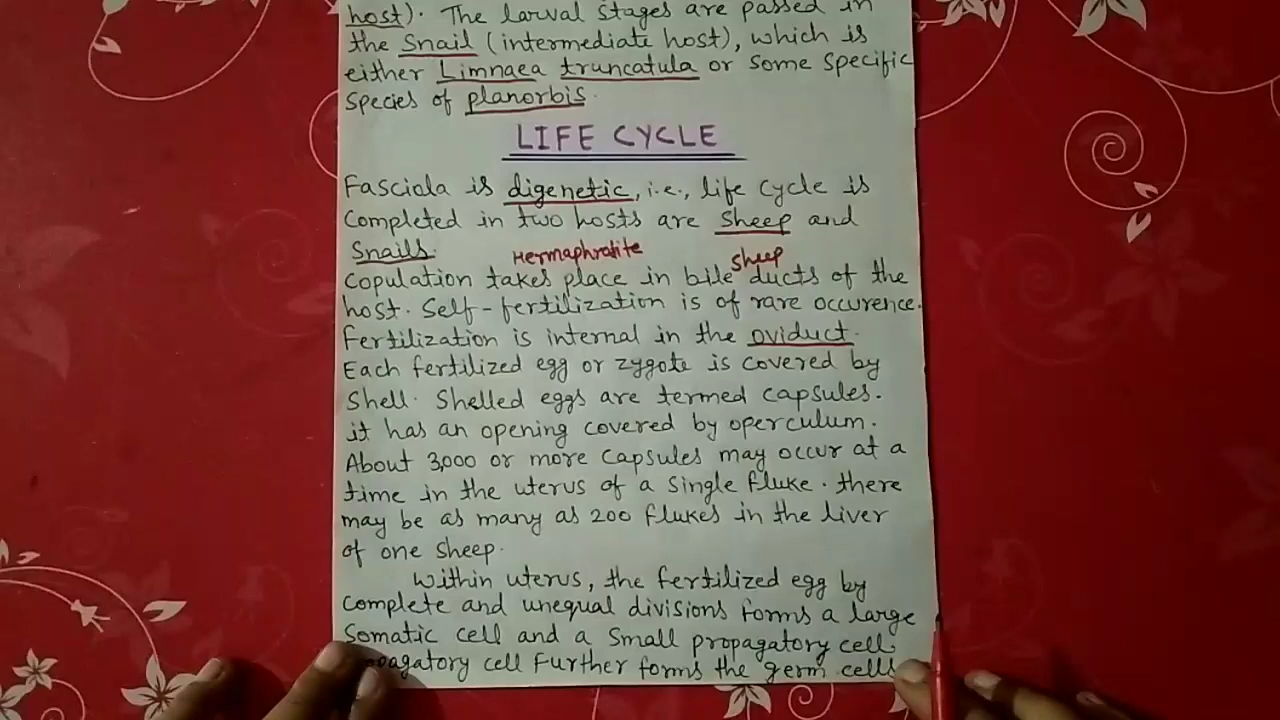 host). The larval stages are passed in
the Snail (intermediate host), which is
either Limnaea truncatula or some specific
species of planorbis.
LIFE CYCLE
Fasciola is digenetic, i.e., life cycle is
completed in two hosts are sheep and
Snails.
Hermaphratite sheep
copulation takes place in bile ducts of the
host. Self-fertilization is of rare occurence.
Fertilization is internal in the oviduct.
Each fertilized egg or zygote is covered by
shell. Shelled eggs are termed capsules.
it has an opening covered by operculum.
About 3,000 or more capsules may occur at a
time in the uterus of a single fluke. there
may be as many as 200 flukes in the liver
of one sheep.
Within uterus, the fertilized egg by
complete and unequal divisions forms a large
Somatic cell and a small propagatory cell.
cell further forms the germ cells